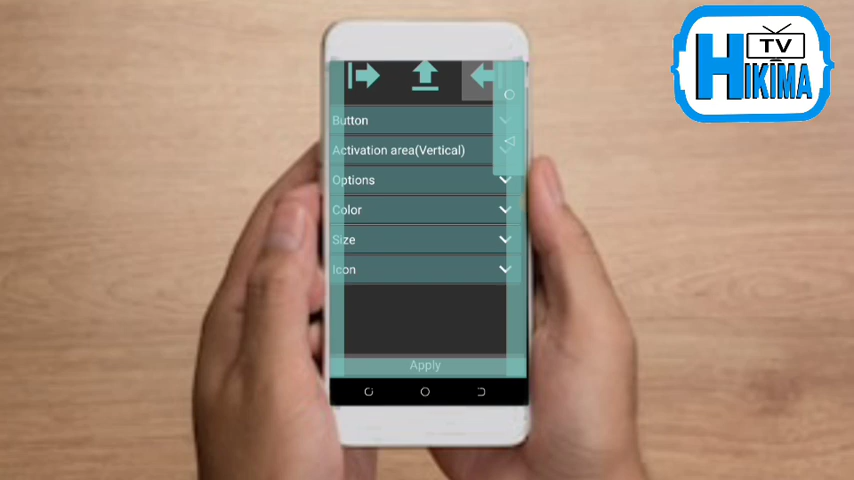 TV
HIKIMA
Button
Activation area(Vertical)
Options
Color
Size
Icon
Apply